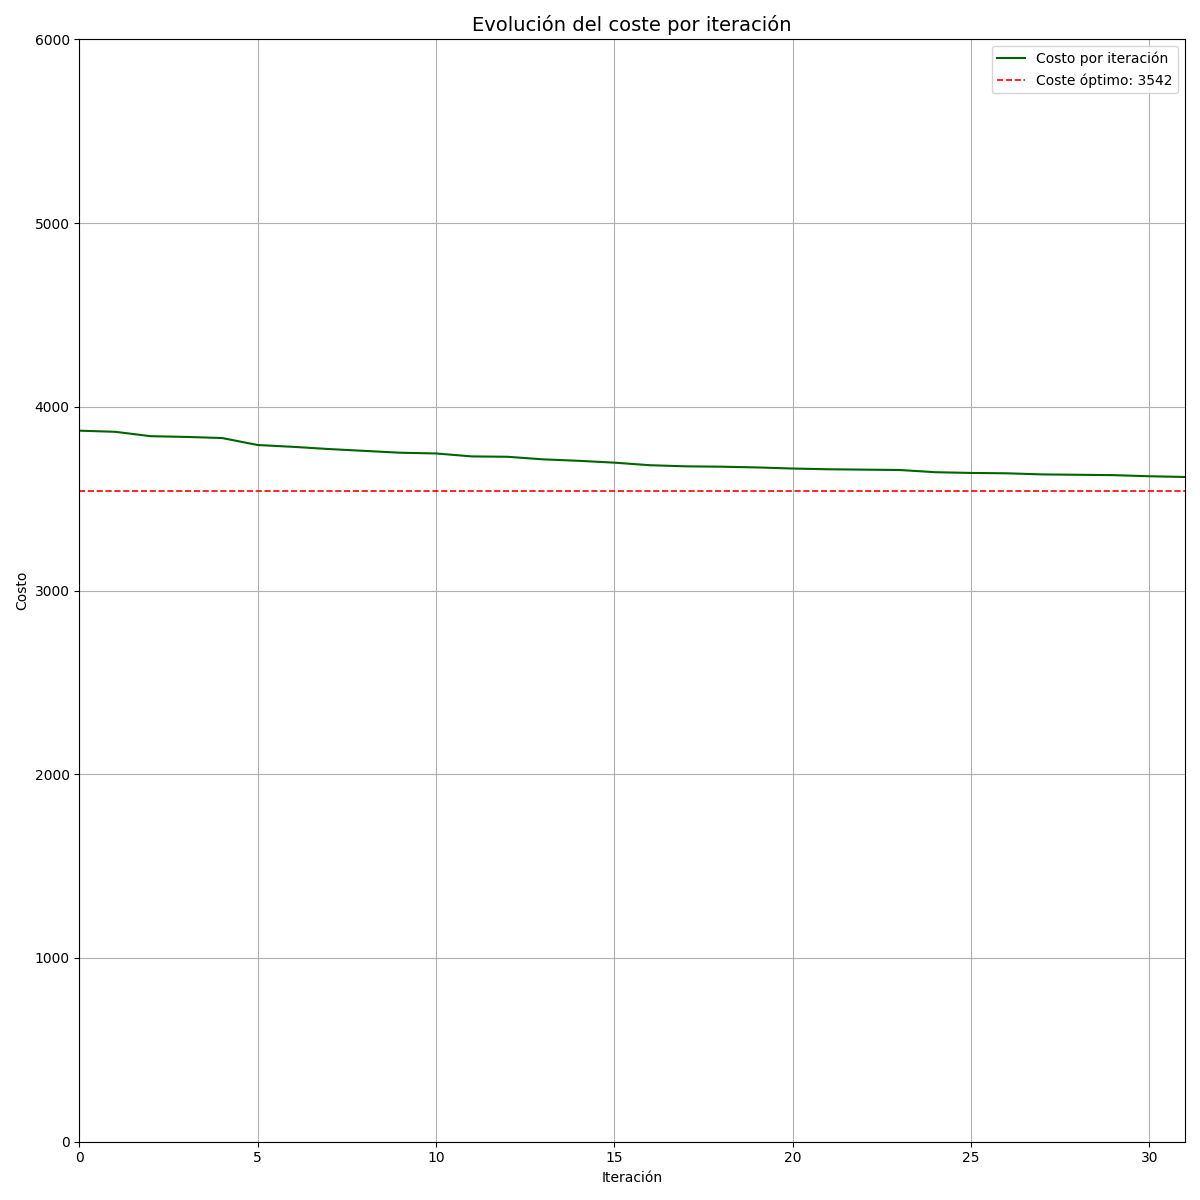 Evolución del coste por iteración
Costo por iteración
Coste óptimo: 3542
6000
5000
4000
3000
2000
1000
0
Costo
0 5 10 15 20 25 30
Iteración